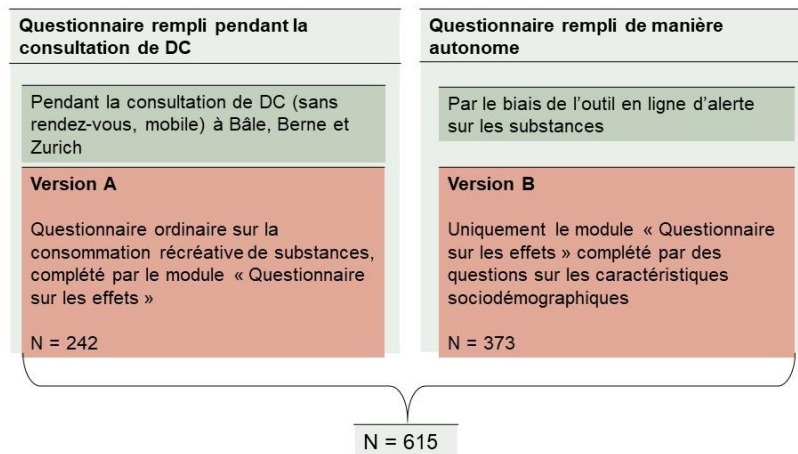 Questionnaire rempli pendant la
consultation de DC
Pendant la consultation de DC (sans
rendez-vous, mobile) à Bâle, Berne et
Zurich
Version A
Questionnaire ordinaire sur la
consommation récréative de substances,
complété par le module « Questionnaire
sur les effets »
N = 242
Questionnaire rempli de manière
autonome
Par le biais de l'outil en ligne d'alerte
sur les substances
Version B
Uniquement le module « Questionnaire
sur les effets » complété par des
questions sur les caractéristiques
sociodémographiques
N = 373
N = 615